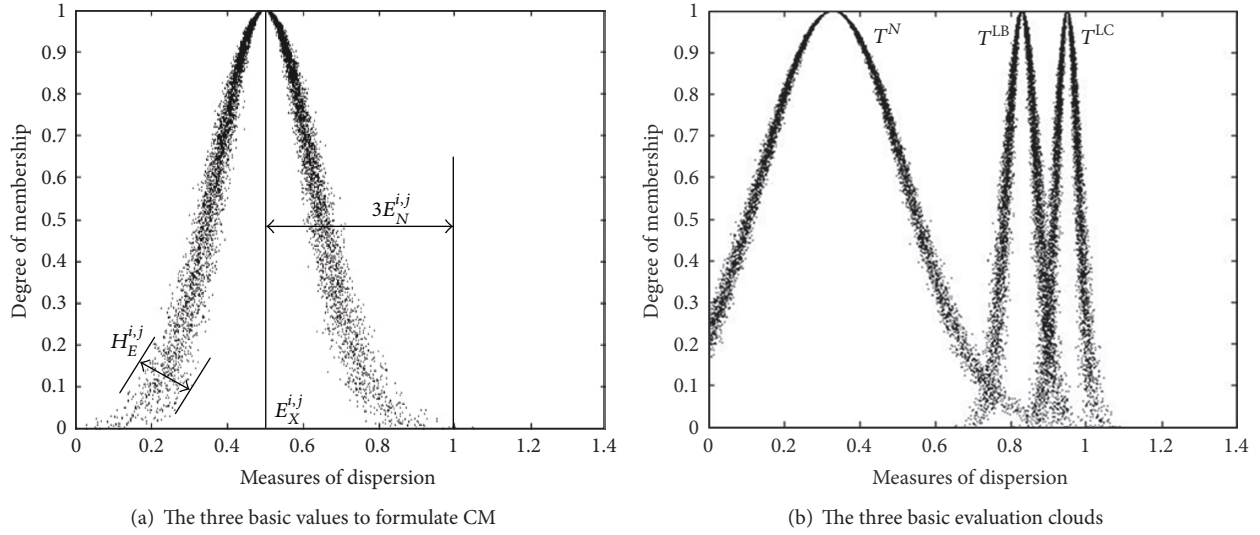 1
0.9
0.8
0.7
0.6
0.5
0.4
0.3
0.2
0.1
0
Degree of membership
3E_N^{i,j}
H_E^{i,j}
E_X^{i,j}
0 0.2 0.4 0.6 0.8 1 1.2 1.4
Measures of dispersion
(a) The three basic values to formulate CM
1
0.9
0.8
0.7
0.6
0.5
0.4
0.3
0.2
0.1
0
Degree of membership
T^N T^{LB} T^{LC}
0 0.2 0.4 0.6 0.8 1 1.2 1.4
Measures of dispersion
(b) The three basic evaluation clouds